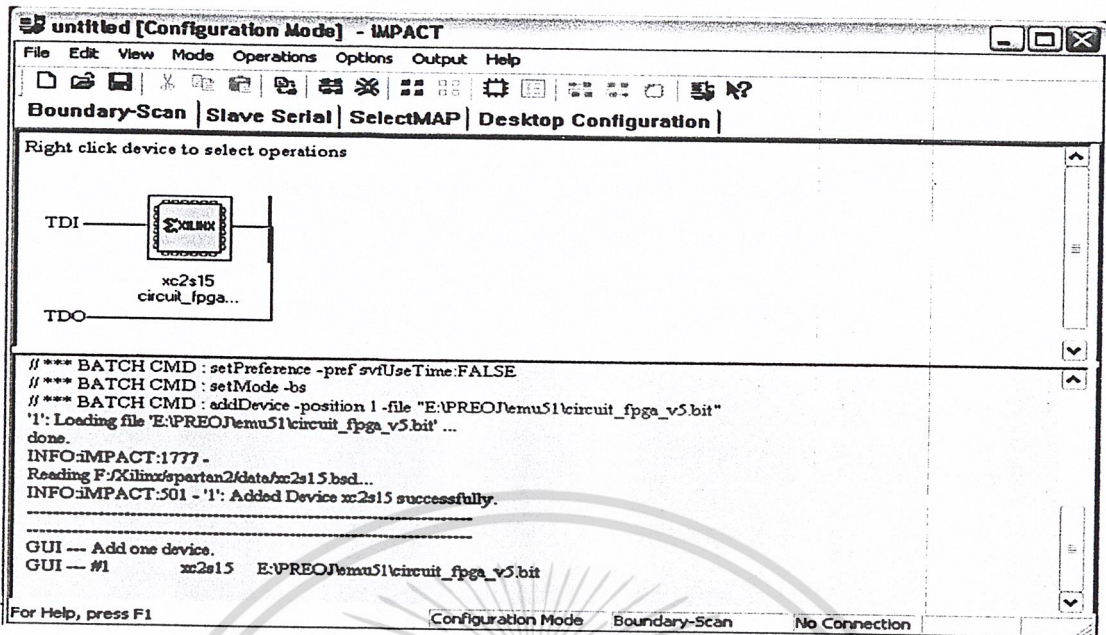 untitled [Configuration Mode] - iMPACT
File Edit View Mode Operations Options Output Help
Boundary-Scan Slave Serial SelectMAP Desktop Configuration
Right click device to select operations
TDI
XILINX
xc2s15
circuit_fpga...
TDO
// *** BATCH CMD : setPreference -pref svfUseTime:FALSE
// *** BATCH CMD : setMode -bs
// *** BATCH CMD : addDevice -position 1 -file "E:\PREOJ\emu51\circuit_fpga_v5.bit"
'1': Loading file 'E:\PREOJ\emu51\circuit_fpga_v5.bit' ...
done.
INFO:iMPACT:1777 -
Reading F:/Xilinx/spartan2/data/xc2s15.bsd...
INFO:iMPACT:501 - '1': Added Device xc2s15 successfully.
----------------------------------------------------------------------
----------------------------------------------------------------------
GUI --- Add one device.
GUI --- #1 xc2s15 E:\PREOJ\emu51\circuit_fpga_v5.bit
For Help, press F1 Configuration Mode Boundary-Scan No Connection